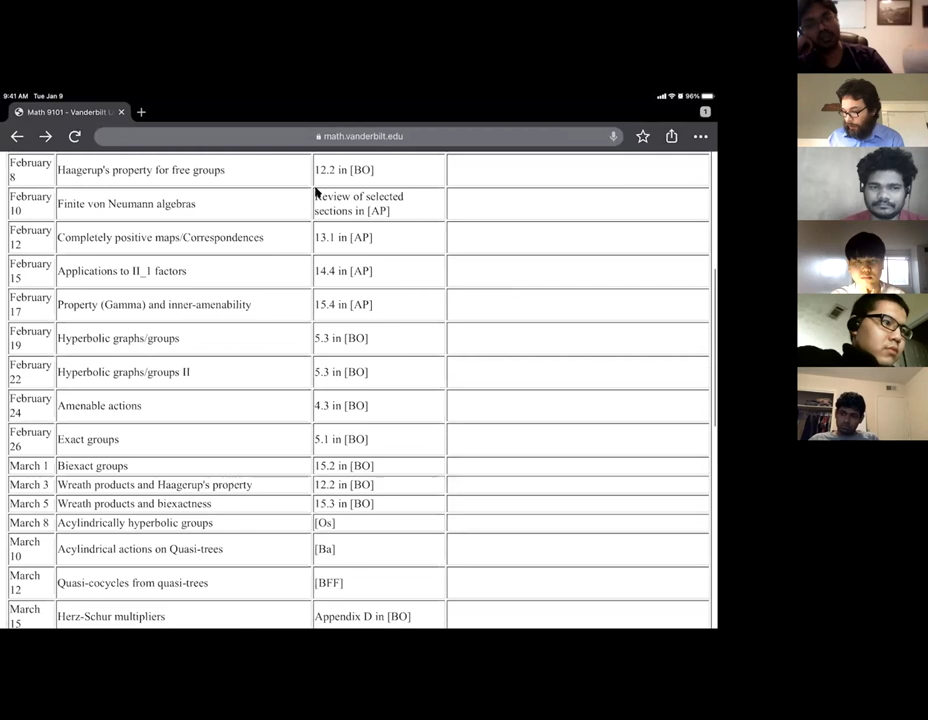 9:41 AM Tue Jan 9
96%
Math 9101 - Vanderbilt U
1
math.vanderbilt.edu
February 8 Haagerup's property for free groups 12.2 in [BO]
February 10 Finite von Neumann algebras Review of selected sections in [AP]
February 12 Completely positive maps/Correspondences 13.1 in [AP]
February 15 Applications to II_1 factors 14.4 in [AP]
February 17 Property (Gamma) and inner-amenability 15.4 in [AP]
February 19 Hyperbolic graphs/groups 5.3 in [BO]
February 22 Hyperbolic graphs/groups II 5.3 in [BO]
February 24 Amenable actions 4.3 in [BO]
February 26 Exact groups 5.1 in [BO]
March 1 Biexact groups 15.2 in [BO]
March 3 Wreath products and Haagerup's property 12.2 in [BO]
March 5 Wreath products and biexactness 15.3 in [BO]
March 8 Acylindrically hyperbolic groups [Os]
March 10 Acylindrical actions on Quasi-trees [Ba]
March 12 Quasi-cocycles from quasi-trees [BFF]
March 15 Herz-Schur multipliers Appendix D in [BO]